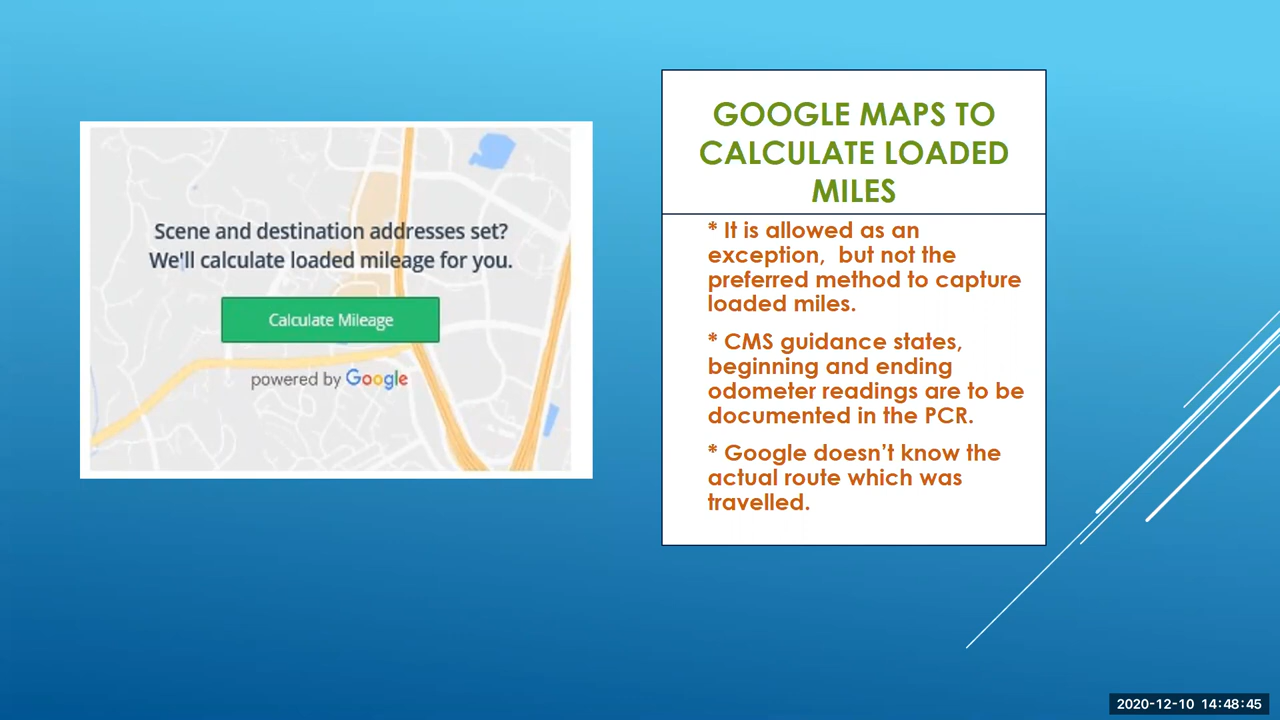 Scene and destination addresses set?
We'll calculate loaded mileage for you.
Calculate Mileage
powered by Google
GOOGLE MAPS TO
CALCULATE LOADED
MILES
* It is allowed as an
exception,  but not the
preferred method to capture
loaded miles.
* CMS guidance states,
beginning and ending
odometer readings are to be
documented in the PCR.
* Google doesn’t know the
actual route which was
travelled.
2020-12-10 14:48:45